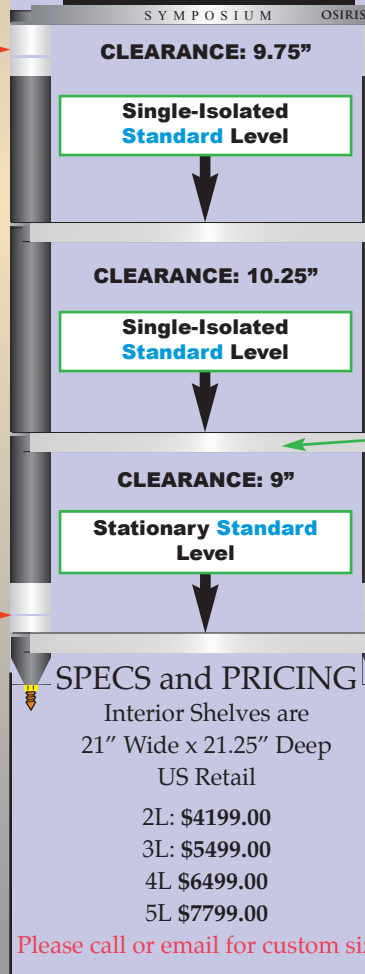 SYMPOSIUM OSIRIS
CLEARANCE: 9.75”
Single-Isolated
Standard Level
CLEARANCE: 10.25”
Single-Isolated
Standard Level
CLEARANCE: 9”
Stationary Standard
Level
SPECS and PRICING
Interior Shelves are
21” Wide x 21.25” Deep
US Retail
2L: $4199.00
3L: $5499.00
4L $6499.00
5L $7799.00
Please call or email for custom